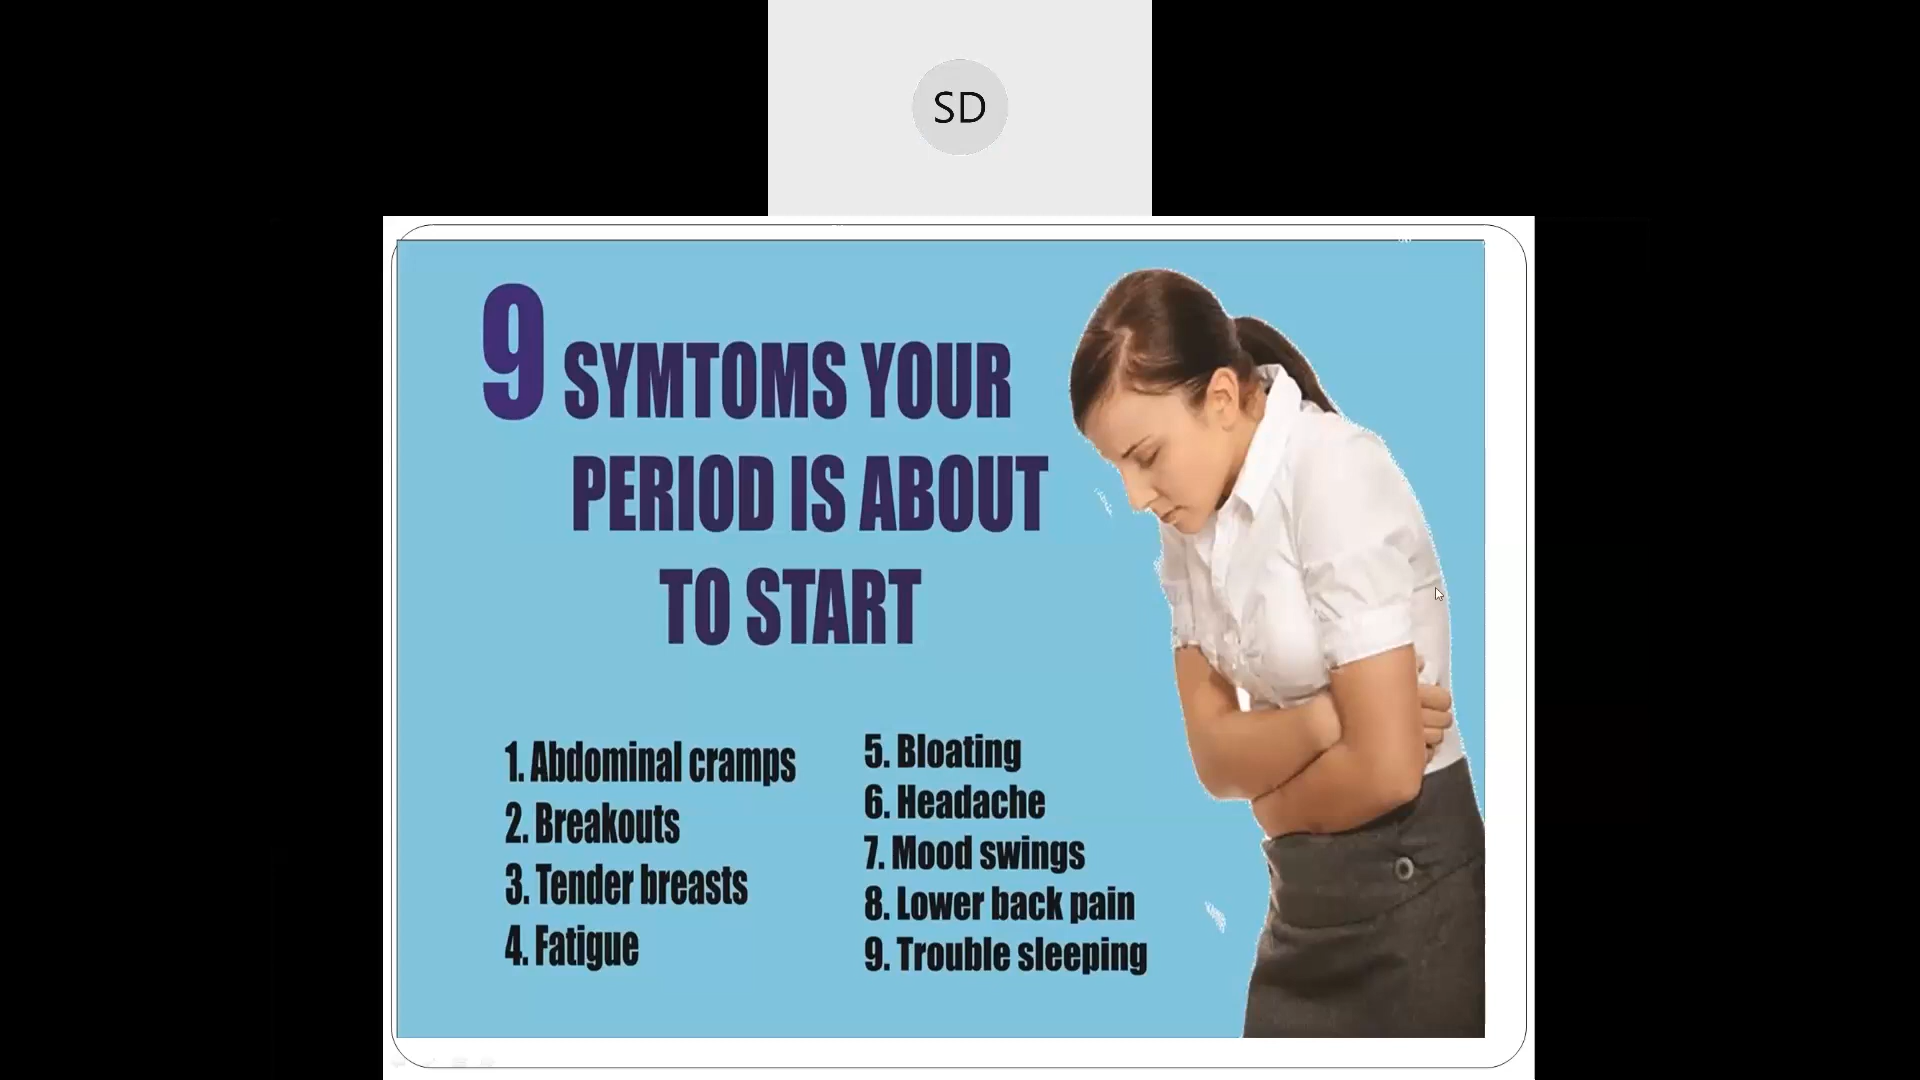 SD
9 SYMTOMS YOUR
PERIOD IS ABOUT
TO START
1. Abdominal cramps
2. Breakouts
3. Tender breasts
4. Fatigue
5. Bloating
6. Headache
7. Mood swings
8. Lower back pain
9. Trouble sleeping